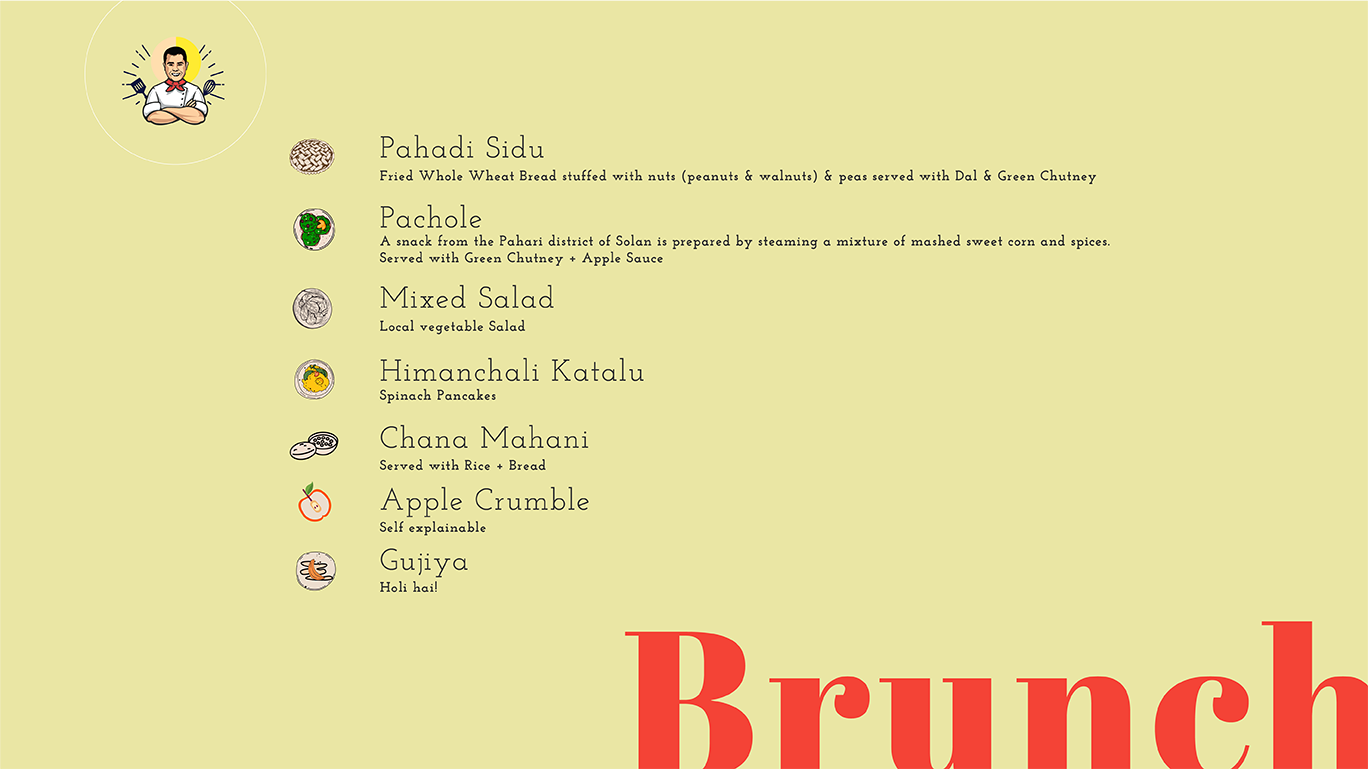 Pahadi Sidu
Fried Whole Wheat Bread stuffed with nuts (peanuts & walnuts) & peas served with Dal & Green Chutney
Pachole
A snack from the Pahari district of Solan is prepared by steaming a mixture of mashed sweet corn and spices.
Served with Green Chutney + Apple Sauce
Mixed Salad
Local vegetable Salad
Himanchali Katalu
Spinach Pancakes
Chana Mahani
Served with Rice + Bread
Apple Crumble
Self explainable
Gujiya
Holi hai!
Brunch